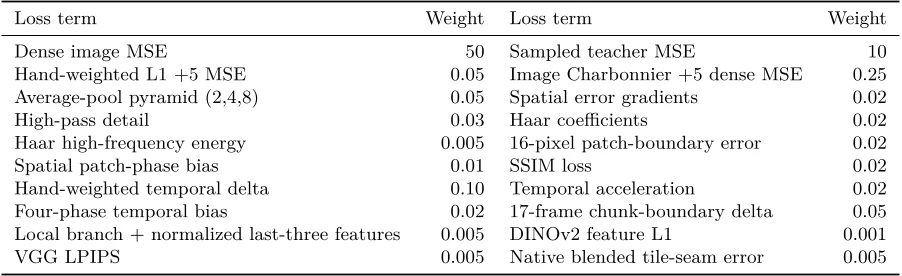 Loss term Weight Loss term Weight
Dense image MSE 50 Sampled teacher MSE 10
Hand-weighted L1 +5 MSE 0.05 Image Charbonnier +5 dense MSE 0.25
Average-pool pyramid (2,4,8) 0.05 Spatial error gradients 0.02
High-pass detail 0.03 Haar coefficients 0.02
Haar high-frequency energy 0.005 16-pixel patch-boundary error 0.02
Spatial patch-phase bias 0.01 SSIM loss 0.02
Hand-weighted temporal delta 0.10 Temporal acceleration 0.02
Four-phase temporal bias 0.02 17-frame chunk-boundary delta 0.05
Local branch + normalized last-three features 0.005 DINOv2 feature L1 0.001
VGG LPIPS 0.005 Native blended tile-seam error 0.005